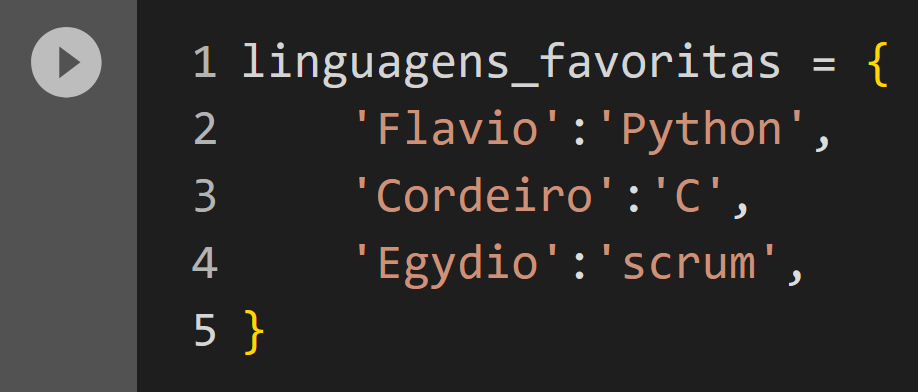 1 linguagens_favoritas = {
2     'Flavio':'Python',
3     'Cordeiro':'C',
4     'Egydio':'scrum',
5 }